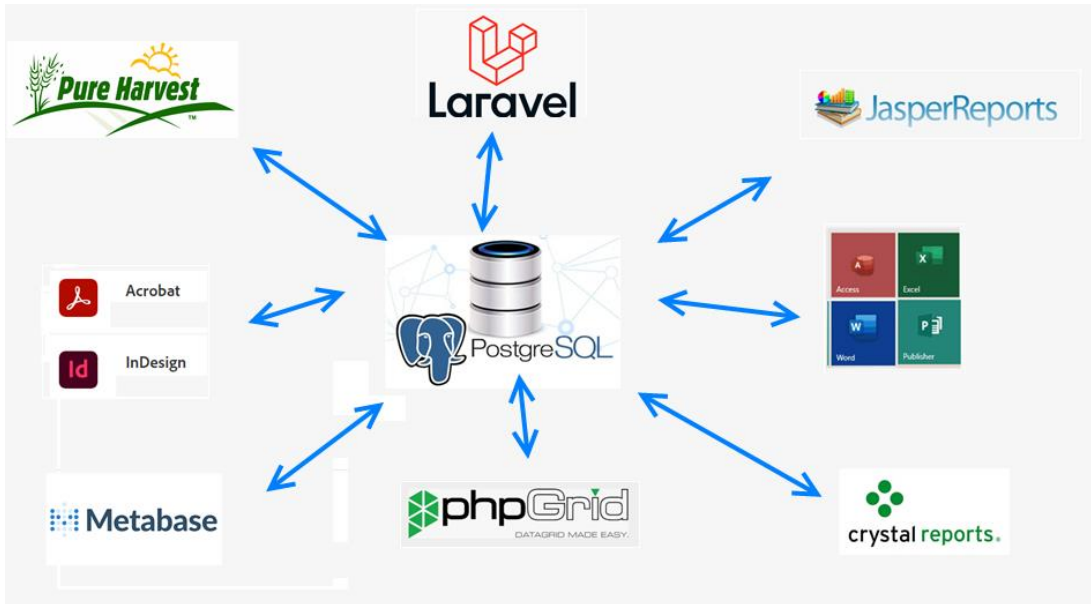 Pure Harvest
TM
Laravel
JasperReports
Acrobat
InDesign
Id
PostgreSQL
A
Access
X
Excel
W
Word
P
Publisher
Metabase
phpGrid
DATAGRID MADE EASY.
crystal reports.